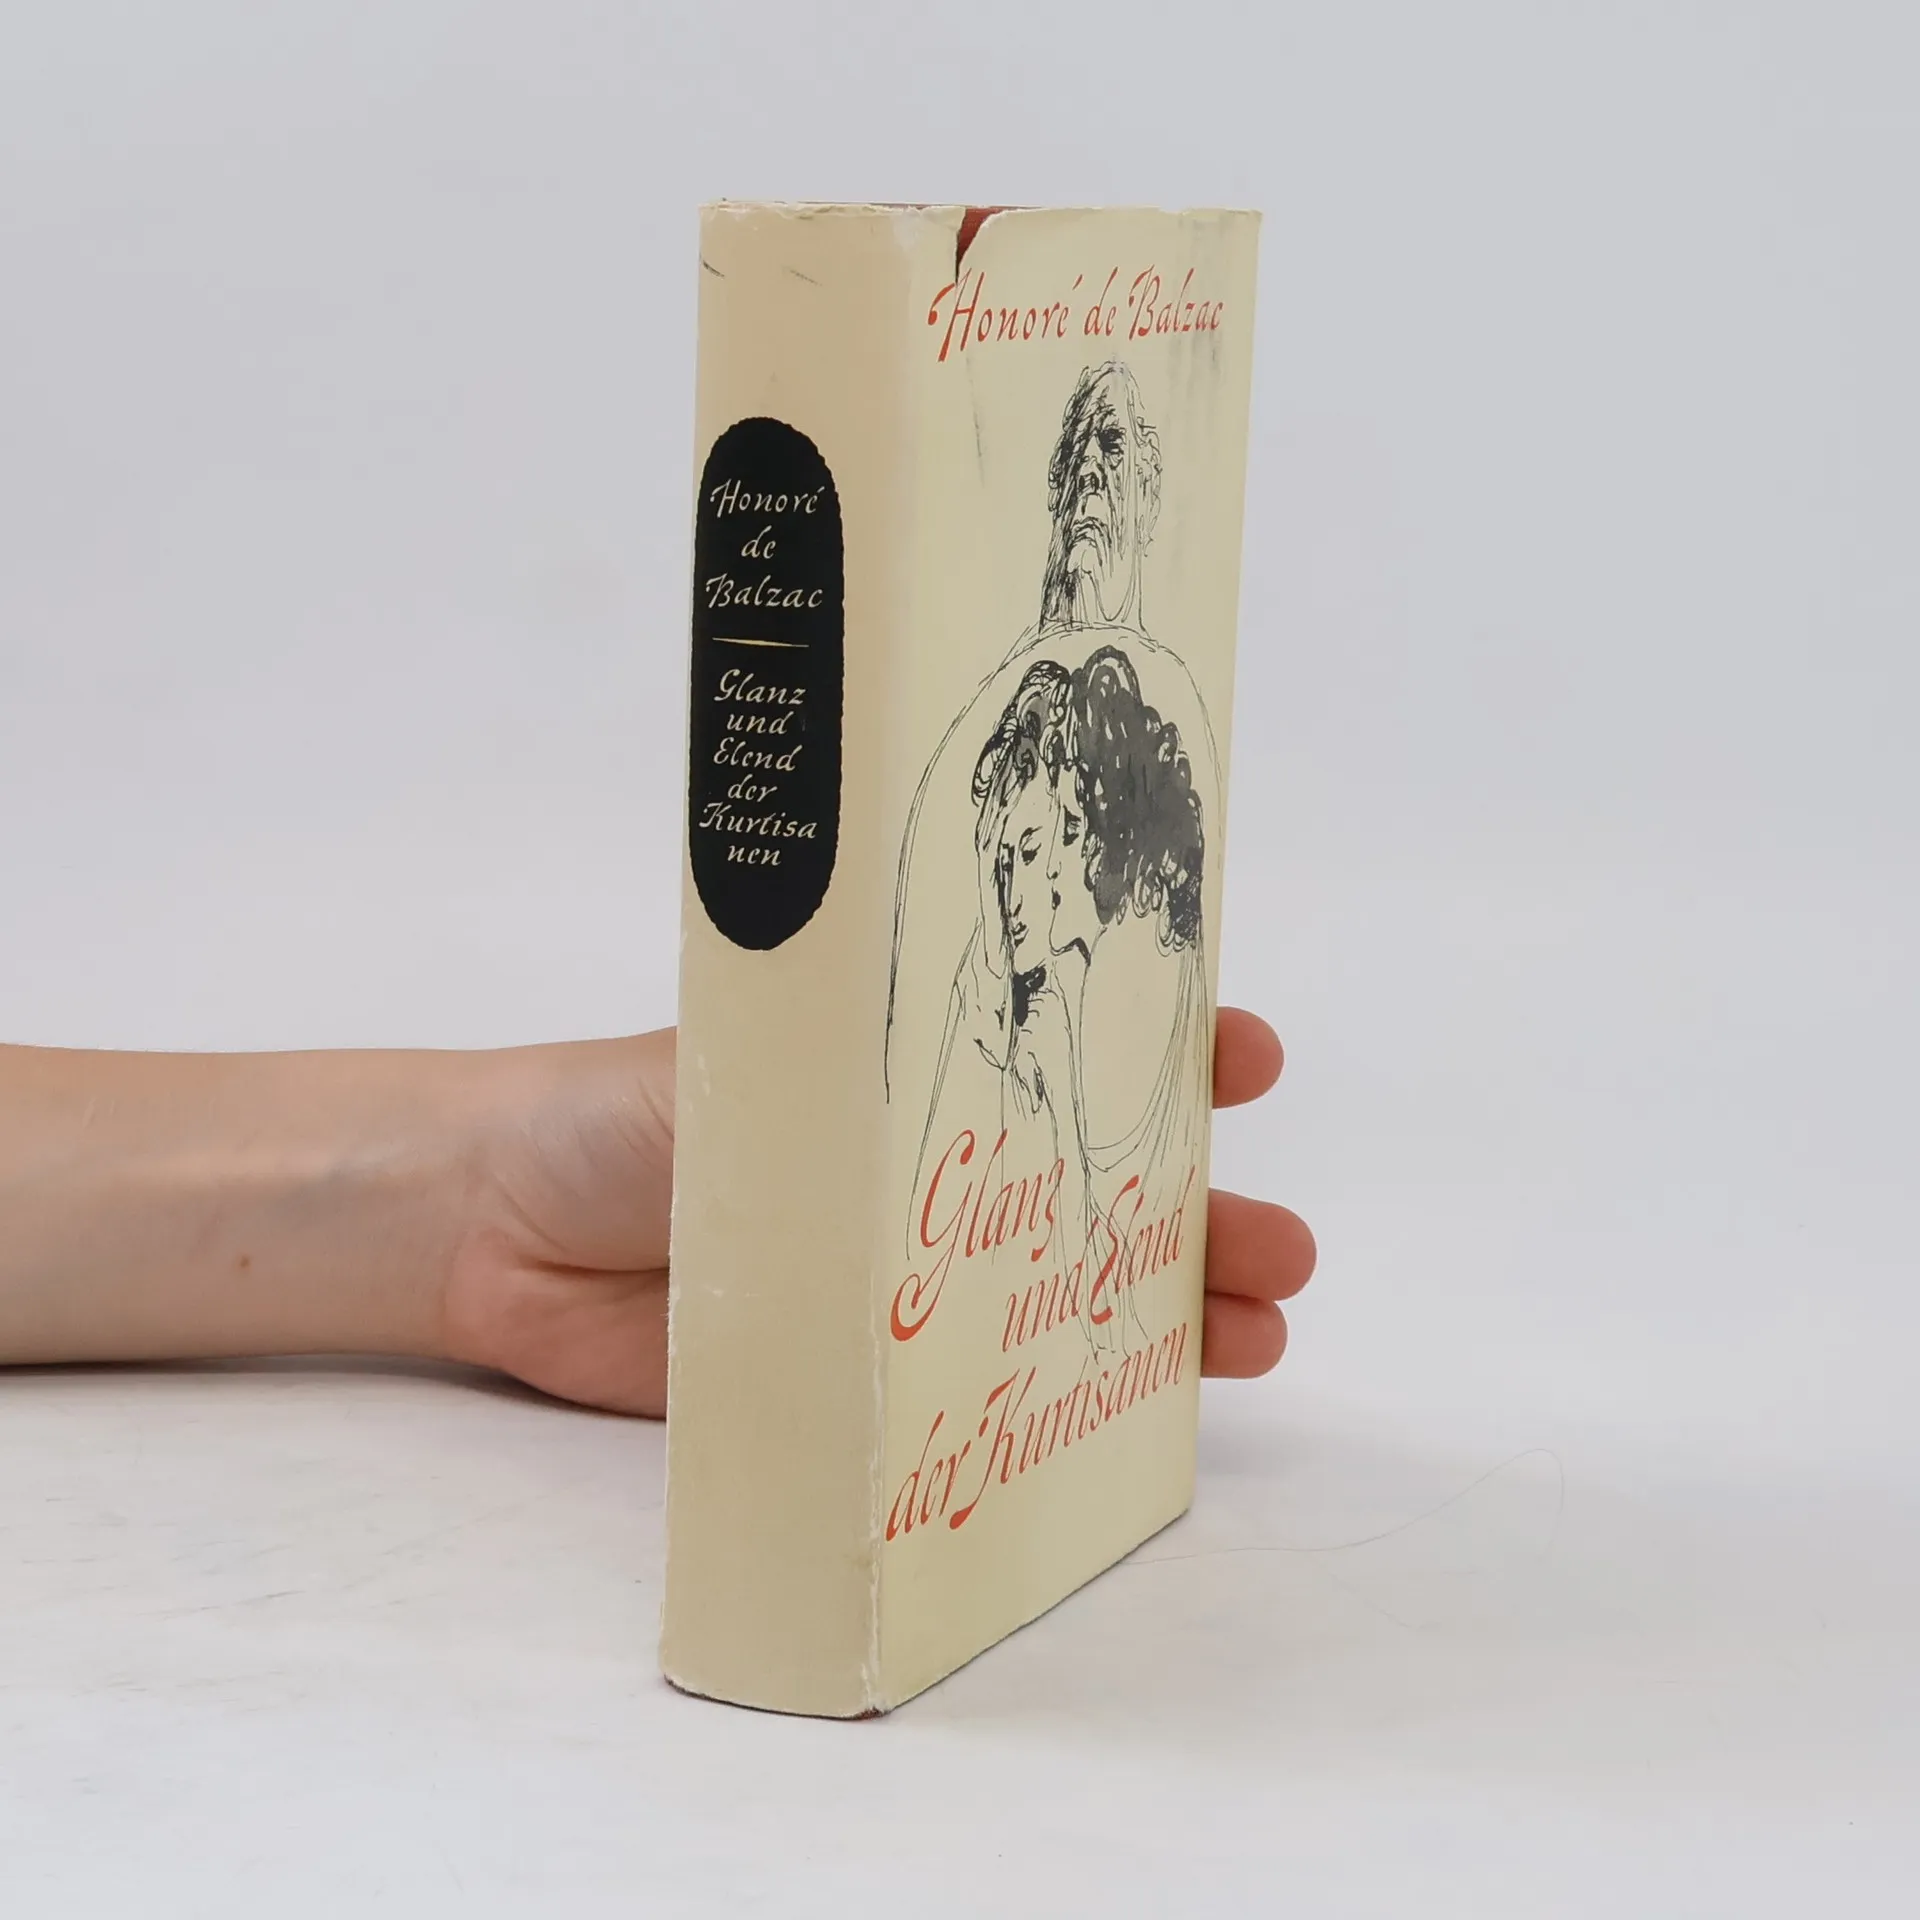 Honoré
de
Balzac
Glanz
und
Elend
der
Kurtisa
nen
Honoré de Balzac
Glanz
und Elend
der Kurtisanen